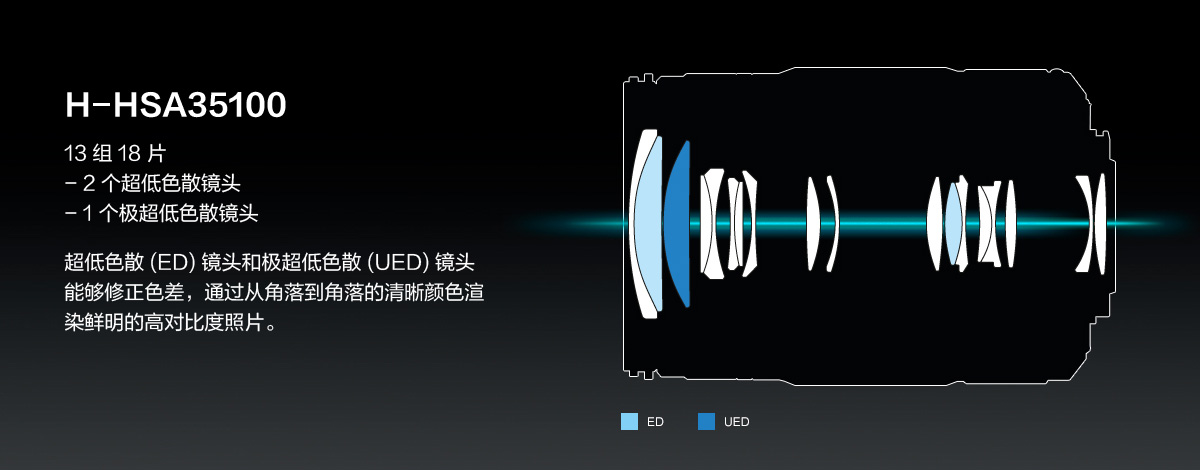 H-HSA35100
13 组 18 片
- 2 个超低色散镜头
- 1 个极超低色散镜头
超低色散 (ED) 镜头和极超低色散 (UED) 镜头
能够修正色差，通过从角落到角落的清晰颜色渲
染鲜明的高对比度照片。
ED
UED